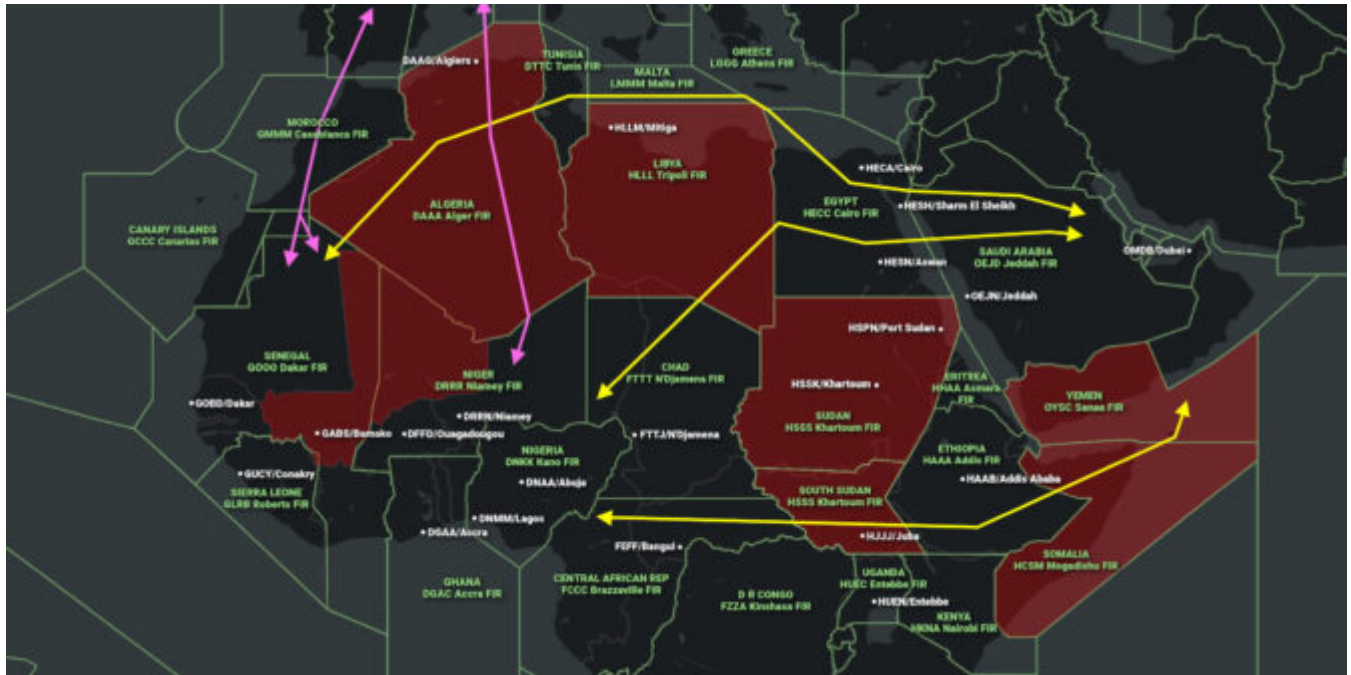 DAAG/Algiers
TUNISIA
DTTC Tunis FIR
GREECE
LGGG Athens FIR
MALTA
LMMM Malta FIR
MOROCCO
GMMM Casablanca FIR
HLLM/Mitiga
LIBYA
HLLL Tripoli FIR
HECA/Cairo
ALGERIA
DAAA Alger FIR
EGYPT
HECC Cairo FIR
HESH/Sharm El Sheikh
CANARY ISLANDS
GCCC Canarias FIR
SAUDI ARABIA
OEJD Jeddah FIR
OMDB/Dubai
HESN/Aswan
OEJN/Jeddah
HSPN/Port Sudan
SENEGAL
GOOO Dakar FIR
NIGER
DRRR Niamey FIR
CHAD
FTTT N'Djamena FIR
HSSK/Khartoum
ERITREA
HHAA Asmara
FIR
YEMEN
OYSC Sanaa FIR
GOBD/Dakar
DRRN/Niamey
SUDAN
HSSS Khartoum FIR
GABS/Bamako
DFFD/Ouagadougou
FTTJ/N'Djamena
NIGERIA
DNKK Kano FIR
ETHIOPIA
HAAA Addis FIR
GUCY/Conakry
DNAA/Abuja
HAAB/Addis Ababa
SIERRA LEONE
GLRB Roberts FIR
SOUTH SUDAN
HSSS Khartoum FIR
DNMM/Lagos
DGAA/Accra
HJJJ/Juba
FEFF/Bangui
SOMALIA
HCSM Mogadishu FIR
GHANA
DGAC Accra FIR
CENTRAL AFRICAN REP
FCCC Brazzaville FIR
UGANDA
HUEC Entebbe FIR
D R CONGO
FZZA Kinshasa FIR
HUEN/Entebbe
KENYA
HKNA Nairobi FIR